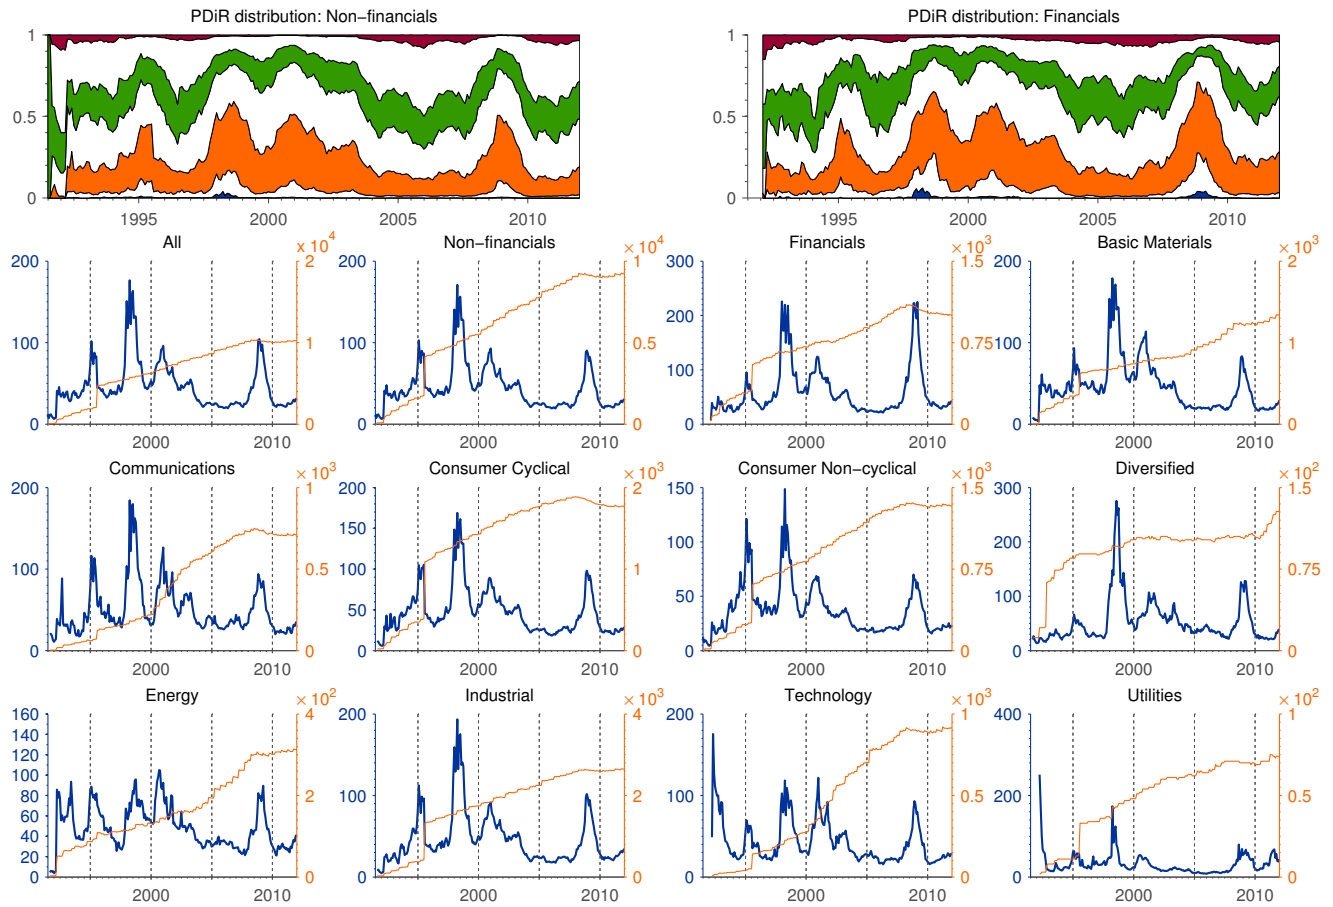 PDiR distribution: Non−financials PDiR distribution: Financials
1 1
0.5 0.5
0 0
1995 2000 2005 2010 1995 2000 2005 2010
All Non−financials Financials Basic Materials
x 10^4 × 10^4 × 10^3 × 10^3
200 2 200 1 300 1.5 200 2
200
100 1 100 0.5 0.75 100 1
100
0 0 0 0 0 0 0 0
2000 2010 2000 2010 2000 2010 2000 2010
Communications Consumer Cyclical Consumer Non−cyclical Diversified
× 10^3 × 10^3 × 10^3 × 10^2
200 1 200 2 150 1.5 300 1.5
150 100 200
100 0.5 100 1 0.75 0.75
50 50 100
0 0 0 0 0 0 0 0
2000 2010 2000 2010 2000 2010 2000 2010
Energy Industrial Technology Utilities
× 10^2 × 10^3 × 10^3 × 10^2
160 4 200 4 200 1 400 1
140
120
100
80 2 100 2 100 0.5 200 0.5
60
40
20
0 0 0 0 0 0 0 0
2000 2010 2000 2010 2000 2010 2000 2010